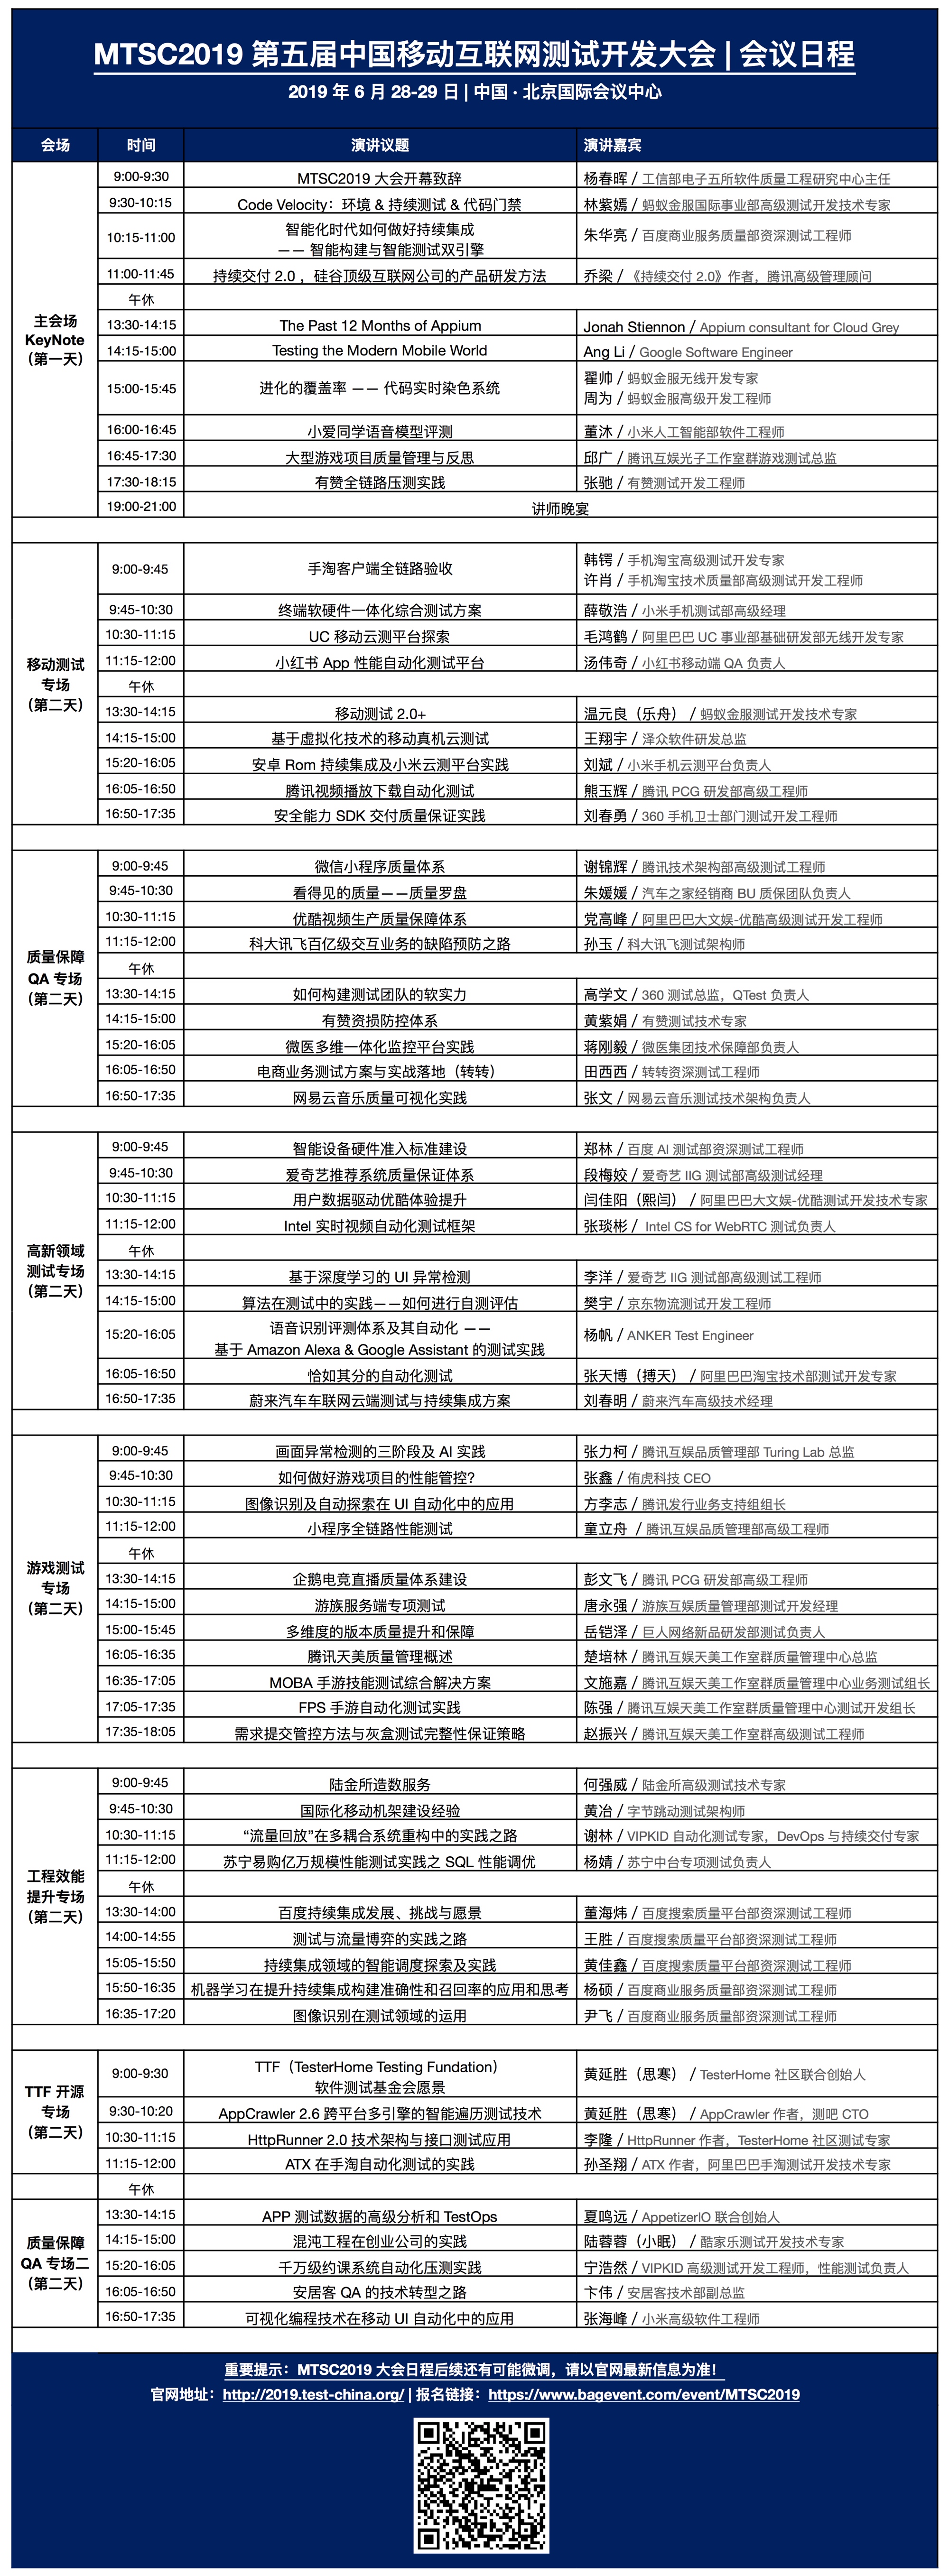 MTSC2019 第五届中国移动互联网测试开发大会 | 会议日程
2019 年 6 月 28-29 日 | 中国 · 北京国际会议中心
会场 时间 演讲议题 演讲嘉宾
主会场
KeyNote
（第一天）
9:00-9:30 MTSC2019 大会开幕致辞 杨春晖 / 工信部电子五所软件质量工程研究中心主任
9:30-10:15 Code Velocity：环境 & 持续测试 & 代码门禁 林紫嫣 / 蚂蚁金服国际事业部高级测试开发技术专家
10:15-11:00 智能化时代如何做好持续集成
—— 智能构建与智能测试双引擎 朱华亮 / 百度商业服务质量部资深测试工程师
11:00-11:45 持续交付 2.0 ，硅谷顶级互联网公司的产品研发方法 乔梁 / 《持续交付 2.0》作者，腾讯高级管理顾问
午休
13:30-14:15 The Past 12 Months of Appium Jonah Stiennon / Appium consultant for Cloud Grey
14:15-15:00 Testing the Modern Mobile World Ang Li / Google Software Engineer
15:00-15:45 进化的覆盖率 —— 代码实时染色系统 翟帅 / 蚂蚁金服无线开发专家
周为 / 蚂蚁金服高级开发工程师
16:00-16:45 小爱同学语音模型评测 董沐 / 小米人工智能部软件工程师
16:45-17:30 大型游戏项目质量管理与反思 邱广 / 腾讯互娱光子工作室群游戏测试总监
17:30-18:15 有赞全链路压测实践 张驰 / 有赞测试开发工程师
19:00-21:00 讲师晚宴
移动测试
专场
（第二天）
9:00-9:45 手淘客户端全链路验收 韩锷 / 手机淘宝高级测试开发专家
许肖 / 手机淘宝技术质量部高级测试开发工程师
9:45-10:30 终端软硬件一体化综合测试方案 薛敬浩 / 小米手机测试部高级经理
10:30-11:15 UC 移动云测平台探索 毛鸿鹤 / 阿里巴巴 UC 事业部基础研发部无线开发专家
11:15-12:00 小红书 App 性能自动化测试平台 汤伟奇 / 小红书移动端 QA 负责人
午休
13:30-14:15 移动测试 2.0+ 温元良（乐舟） / 蚂蚁金服测试开发技术专家
14:15-15:00 基于虚拟化技术的移动真机云测试 王翔宇 / 泽众软件研发总监
15:20-16:05 安卓 Rom 持续集成及小米云测平台实践 刘斌 / 小米手机云测平台负责人
16:05-16:50 腾讯视频播放下载自动化测试 熊玉辉 / 腾讯 PCG 研发部高级工程师
16:50-17:35 安全能力 SDK 交付质量保证实践 刘春勇 / 360 手机卫士部门测试开发工程师
质量保障
QA 专场
（第二天）
9:00-9:45 微信小程序质量体系 谢锦辉 / 腾讯技术架构部高级测试工程师
9:45-10:30 看得见的质量——质量罗盘 朱媛媛 / 汽车之家经销商 BU 质保团队负责人
10:30-11:15 优酷视频生产质量保障体系 党高峰 / 阿里巴巴大文娱-优酷高级测试开发工程师
11:15-12:00 科大讯飞百亿级交互业务的缺陷预防之路 孙玉 / 科大讯飞测试架构师
午休
13:30-14:15 如何构建测试团队的软实力 高学文 / 360 测试总监，QTest 负责人
14:15-15:00 有赞资损防控体系 黄紫娟 / 有赞测试技术专家
15:20-16:05 微医多维一体化监控平台实践 蒋刚毅 / 微医集团技术保障部负责人
16:05-16:50 电商业务测试方案与实战落地（转转） 田西西 / 转转资深测试工程师
16:50-17:35 网易云音乐质量可视化实践 张文 / 网易云音乐测试技术架构负责人
高新领域
测试专场
（第二天）
9:00-9:45 智能设备硬件准入标准建设 郑林 / 百度 AI 测试部资深测试工程师
9:45-10:30 爱奇艺推荐系统质量保证体系 段梅姣 / 爱奇艺 IIG 测试部高级测试经理
10:30-11:15 用户数据驱动优酷体验提升 闫佳阳（熙闫） / 阿里巴巴大文娱-优酷测试开发技术专家
11:15-12:00 Intel 实时视频自动化测试框架 张琰彬 / Intel CS for WebRTC 测试负责人
午休
13:30-14:15 基于深度学习的 UI 异常检测 李洋 / 爱奇艺 IIG 测试部高级测试工程师
14:15-15:00 算法在测试中的实践——如何进行自测评估 樊宇 / 京东物流测试开发工程师
15:20-16:05 语音识别评测体系及其自动化 ——
基于 Amazon Alexa & Google Assistant 的测试实践 杨帆 / ANKER Test Engineer
16:05-16:50 恰如其分的自动化测试 张天博（搏天） / 阿里巴巴淘宝技术部测试开发专家
16:50-17:35 蔚来汽车车联网云端测试与持续集成方案 刘春明 / 蔚来汽车高级技术经理
游戏测试
专场
（第二天）
9:00-9:45 画面异常检测的三阶段及 AI 实践 张力柯 / 腾讯互娱品质管理部 Turing Lab 总监
9:45-10:30 如何做好游戏项目的性能管控? 张鑫 / 侑虎科技 CEO
10:30-11:15 图像识别及自动探索在 UI 自动化中的应用 方李志 / 腾讯发行业务支持组组长
11:15-12:00 小程序全链路性能测试 童立舟 / 腾讯互娱品质管理部高级工程师
午休
13:30-14:15 企鹅电竞直播质量体系建设 彭文飞 / 腾讯 PCG 研发部高级工程师
14:15-15:00 游族服务端专项测试 唐永强 / 游族互娱质量管理部测试开发经理
15:00-15:45 多维度的版本质量提升和保障 岳铠泽 / 巨人网络新品研发部测试负责人
16:05-16:35 腾讯天美质量管理概述 楚培林 / 腾讯互娱天美工作室群质量管理中心总监
16:35-17:05 MOBA 手游技能测试综合解决方案 文施嘉 / 腾讯互娱天美工作室群质量管理中心业务测试组长
17:05-17:35 FPS 手游自动化测试实践 陈强 / 腾讯互娱天美工作室群质量管理中心测试开发组长
17:35-18:05 需求提交管控方法与灰盒测试完整性保证策略 赵振兴 / 腾讯互娱天美工作室群高级测试工程师
工程效能
提升专场
（第二天）
9:00-9:45 陆金所造数服务 何强威 / 陆金所高级测试技术专家
9:45-10:30 国际化移动机架建设经验 黄冶 / 字节跳动测试架构师
10:30-11:15 “流量回放”在多耦合系统重构中的实践之路 谢林 / VIPKID 自动化测试专家，DevOps 与持续交付专家
11:15-12:00 苏宁易购亿万规模性能测试实践之 SQL 性能调优 杨婧 / 苏宁中台专项测试负责人
午休
13:30-14:00 百度持续集成发展、挑战与愿景 董海炜 / 百度搜索质量平台部资深测试工程师
14:00-14:55 测试与流量博弈的实践之路 王胜 / 百度搜索质量平台部资深测试工程师
15:05-15:50 持续集成领域的智能调度探索及实践 黄佳鑫 / 百度搜索质量平台部资深测试工程师
15:50-16:35 机器学习在提升持续集成构建准确性和召回率的应用和思考 杨硕 / 百度商业服务质量部资深测试工程师
16:35-17:20 图像识别在测试领域的运用 尹飞 / 百度商业服务质量部资深测试工程师
TTF 开源
专场
（第二天）
9:00-9:30 TTF（TesterHome Testing Fundation）
软件测试基金会愿景 黄延胜（思寒） / TesterHome 社区联合创始人
9:30-10:20 AppCrawler 2.6 跨平台多引擎的智能遍历测试技术 黄延胜（思寒） / AppCrawler 作者，测吧 CTO
10:30-11:15 HttpRunner 2.0 技术架构与接口测试应用 李隆 / HttpRunner 作者，TesterHome 社区测试专家
11:15-12:00 ATX 在手淘自动化测试的实践 孙圣翔 / ATX 作者，阿里巴巴手淘测试开发技术专家
午休
质量保障
QA 专场二
（第二天）
13:30-14:15 APP 测试数据的高级分析和 TestOps 夏鸣远 / AppetizerIO 联合创始人
14:15-15:00 混沌工程在创业公司的实践 陆蓉蓉（小眠） / 酷家乐测试开发技术专家
15:20-16:05 千万级约课系统自动化压测实践 宁浩然 / VIPKID 高级测试开发工程师，性能测试负责人
16:05-16:50 安居客 QA 的技术转型之路 卞伟 / 安居客技术部副总监
16:50-17:35 可视化编程技术在移动 UI 自动化中的应用 张海峰 / 小米高级软件工程师
重要提示：MTSC2019 大会日程后续还有可能微调，请以官网最新信息为准！
官网地址：http://2019.test-china.org/ | 报名链接：https://www.bagevent.com/event/MTSC2019